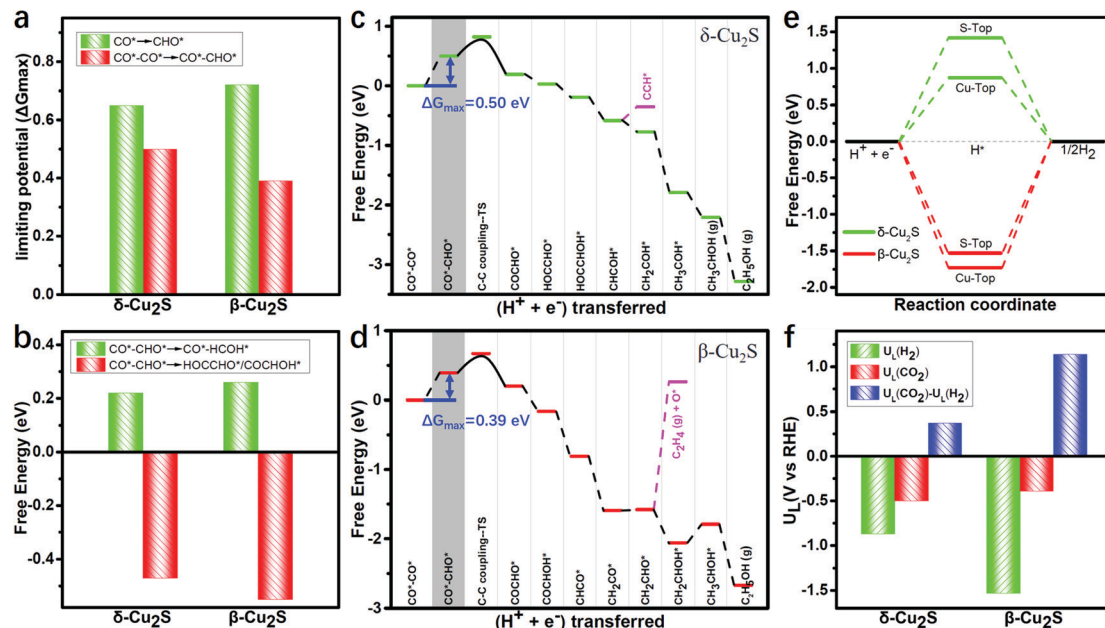 a
limiting potential (ΔGmax)
0.8
0.6
0.4
0.2
0.0
CO*→CHO*
CO*-CO*→CO*-CHO*
δ-Cu₂S
β-Cu₂S
b
Free Energy (eV)
0.4
0.2
0.0
-0.2
-0.4
CO*-CHO*→CO*-HCOH*
CO*-CHO*→HOCCHO*/COCHOH*
δ-Cu₂S
β-Cu₂S
c
δ-Cu₂S
Free Energy (eV)
1
0
-1
-2
-3
ΔGmax=0.50 eV
CCH*
CO*-CO*
CO*-CHO*
C-C coupling--TS
COCHO*
HOCCHO*
HOCCHOH*
CHCOH*
CH₂COH*
CH₃COH*
CH₃CHOH (g)
C₂H₅OH (g)
(H⁺ + e⁻) transferred
d
β-Cu₂S
Free Energy (eV)
1
0
-1
-2
-3
ΔGmax=0.39 eV
C₂H₄ (g) + O*
CO*-CO*
CO*-CHO*
C-C coupling--TS
COCHO*
COCHOH*
CHCO*
CH₂CO*
CH₂CHO*
CH₂CHOH*
CH₃CHOH*
C₂H₅OH (g)
(H⁺ + e⁻) transferred
e
Free Energy (eV)
1.5
1.0
0.5
0.0
-0.5
-1.0
-1.5
-2.0
S-Top
Cu-Top
H⁺ + e⁻
H*
1/2H₂
δ-Cu₂S
β-Cu₂S
S-Top
Cu-Top
Reaction coordinate
f
U_L(V vs RHE)
1.0
0.5
0.0
-0.5
-1.0
-1.5
U_L(H₂)
U_L(CO₂)
U_L(CO₂)-U_L(H₂)
δ-Cu₂S
β-Cu₂S